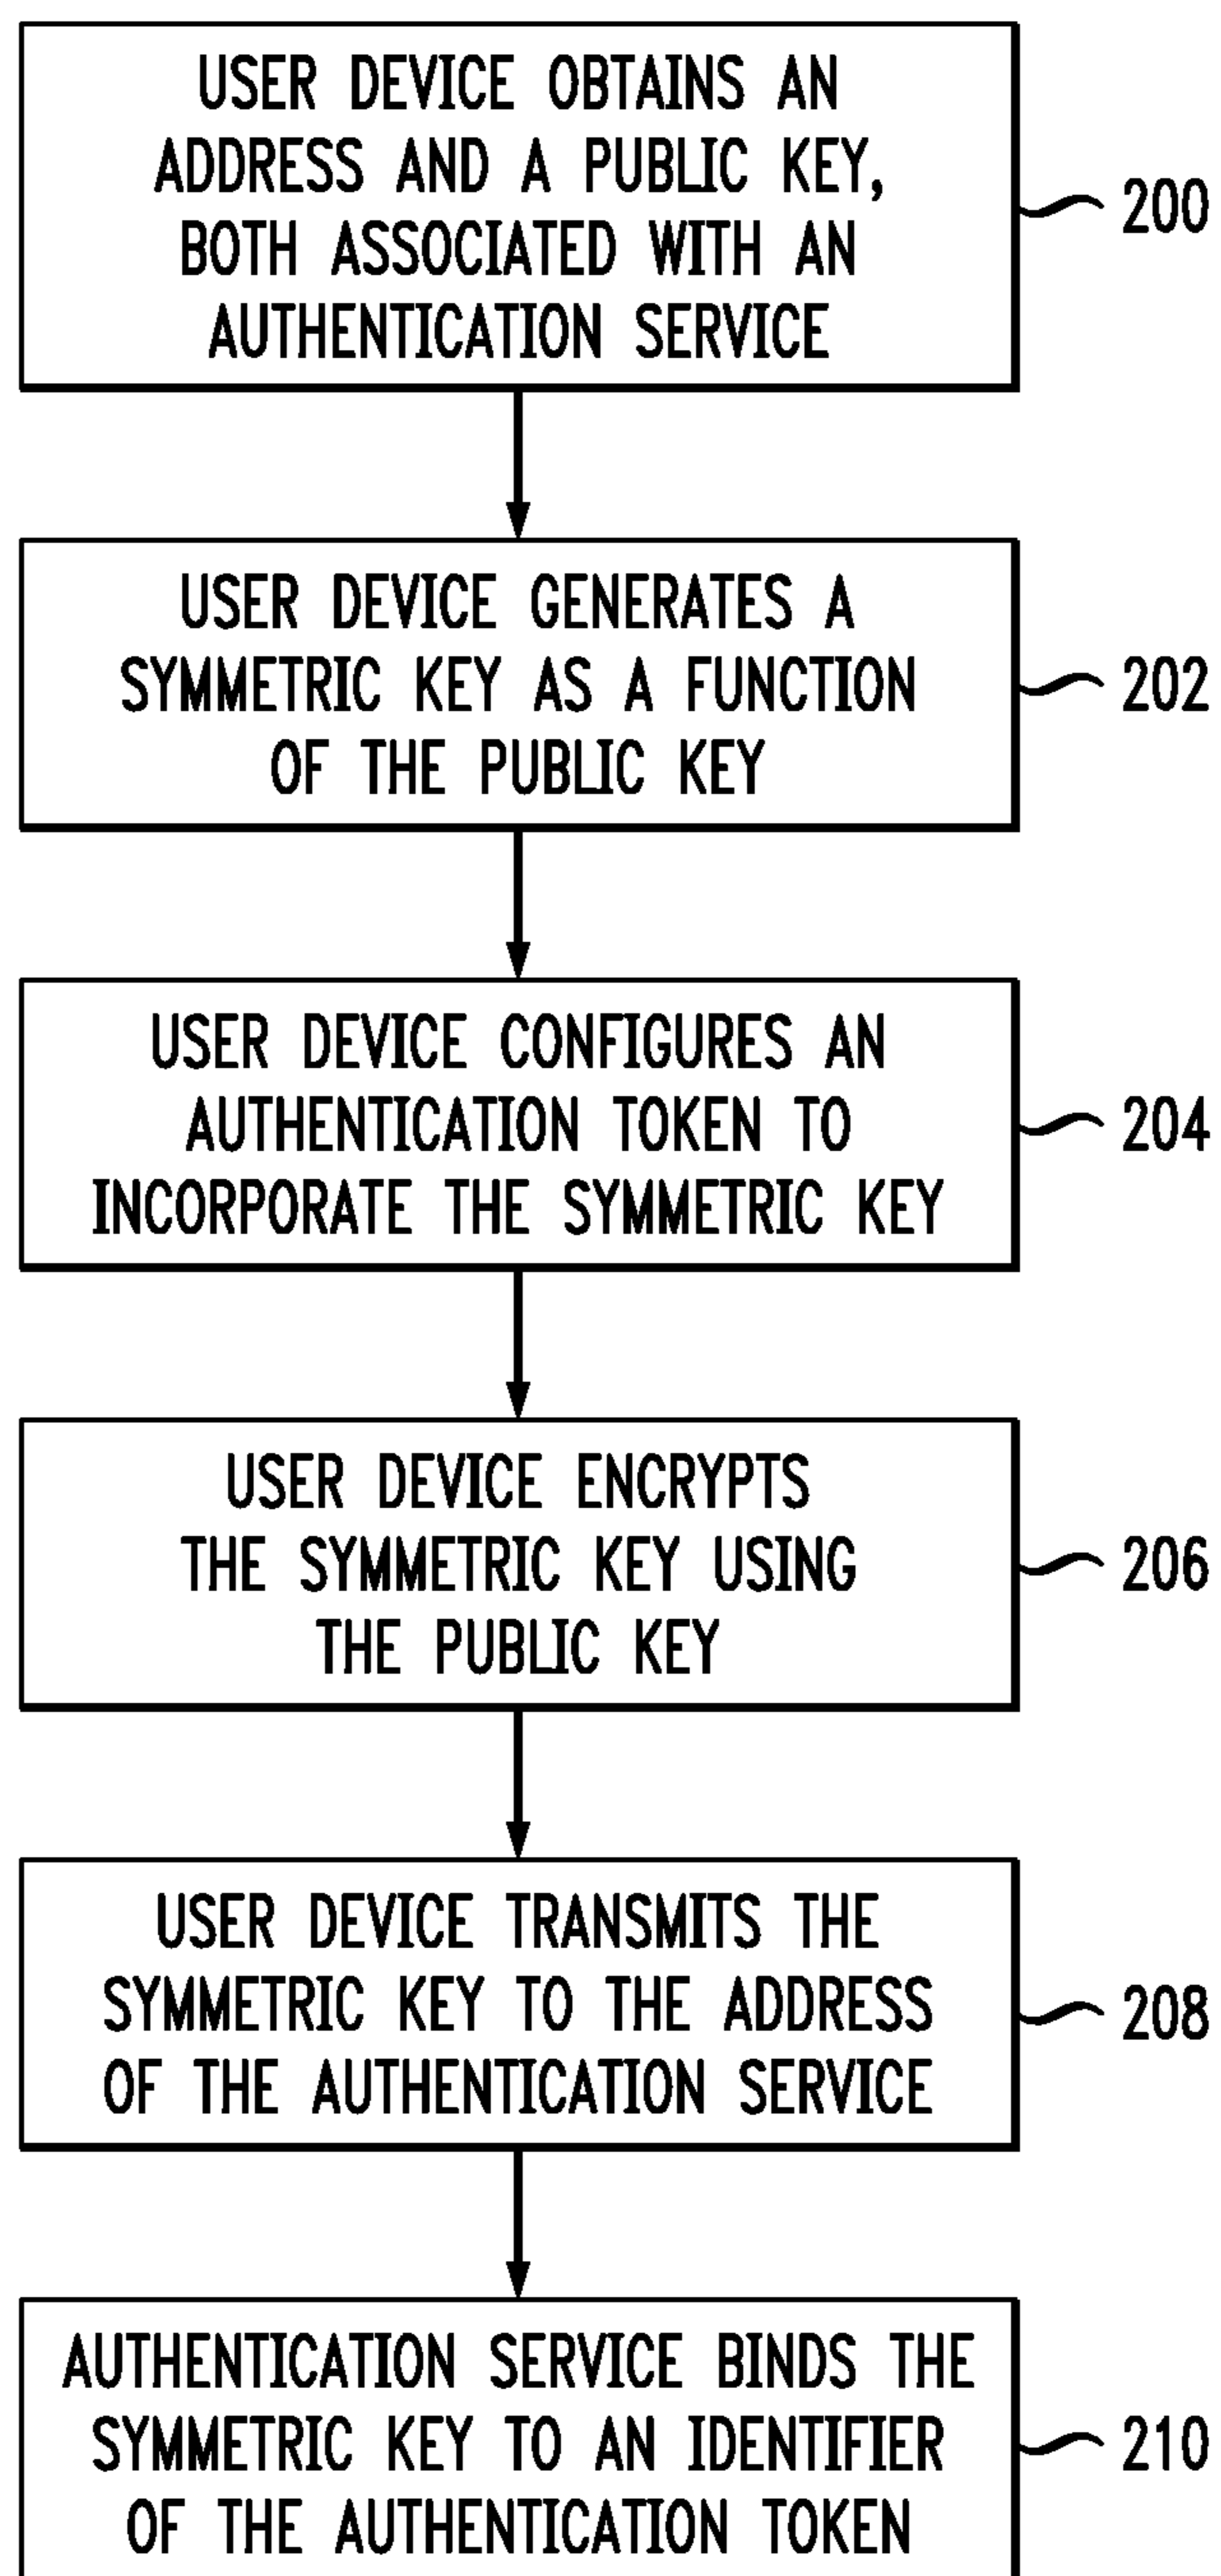 USER DEVICE OBTAINS AN
ADDRESS AND A PUBLIC KEY,
BOTH ASSOCIATED WITH AN
AUTHENTICATION SERVICE
200
USER DEVICE GENERATES A
SYMMETRIC KEY AS A FUNCTION
OF THE PUBLIC KEY
202
USER DEVICE CONFIGURES AN
AUTHENTICATION TOKEN TO
INCORPORATE THE SYMMETRIC KEY
204
USER DEVICE ENCRYPTS
THE SYMMETRIC KEY USING
THE PUBLIC KEY
206
USER DEVICE TRANSMITS THE
SYMMETRIC KEY TO THE ADDRESS
OF THE AUTHENTICATION SERVICE
208
AUTHENTICATION SERVICE BINDS THE
SYMMETRIC KEY TO AN IDENTIFIER
OF THE AUTHENTICATION TOKEN
210